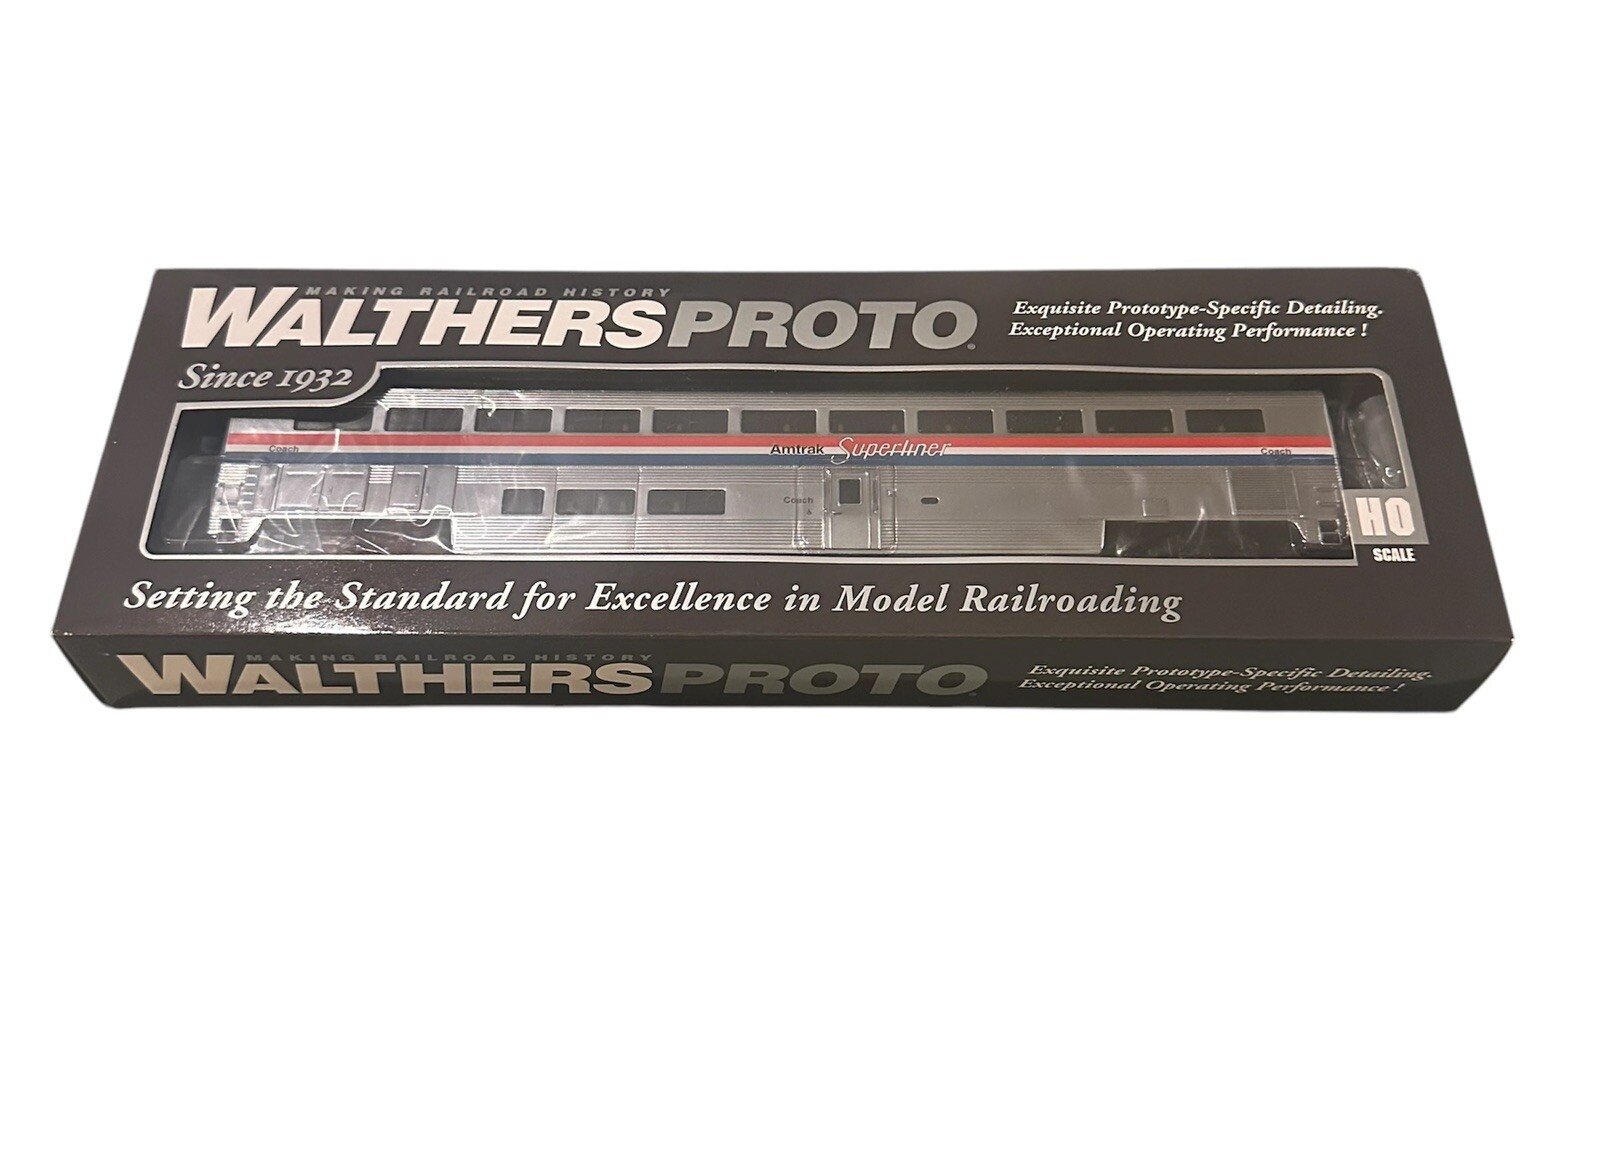 MAKING RAILROAD HISTORY
WALTHERSPROTO®
Since 1932
Exquisite Prototype-Specific Detailing.
Exceptional Operating Performance !
Coach
Amtrak Superliner
Coach
Coach
&
HO
SCALE
Setting the Standard for Excellence in Model Railroading
MAKING RAILROAD HISTORY
WALTHERSPROTO®
Exquisite Prototype-Specific Detailing.
Exceptional Operating Performance !